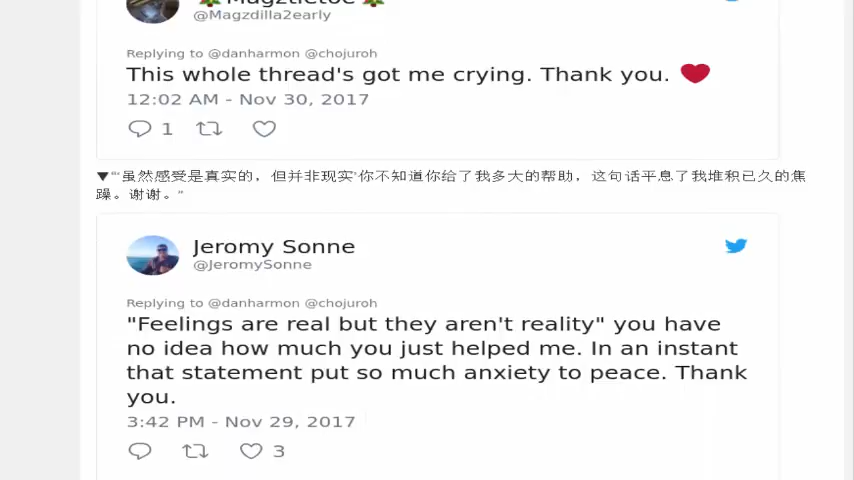 Magztletoe
@Magzdilla2early
Replying to @danharmon @chojuroh
This whole thread's got me crying. Thank you. ❤
12:02 AM - Nov 30, 2017
1
▼“‘虽然感受是真实的，但并非现实’你不知道你给了我多大的帮助，这句话平息了我堆积已久的焦
躁。谢谢。”
Jeromy Sonne
@JeromySonne
Replying to @danharmon @chojuroh
"Feelings are real but they aren't reality" you have
no idea how much you just helped me. In an instant
that statement put so much anxiety to peace. Thank
you.
3:42 PM - Nov 29, 2017
3